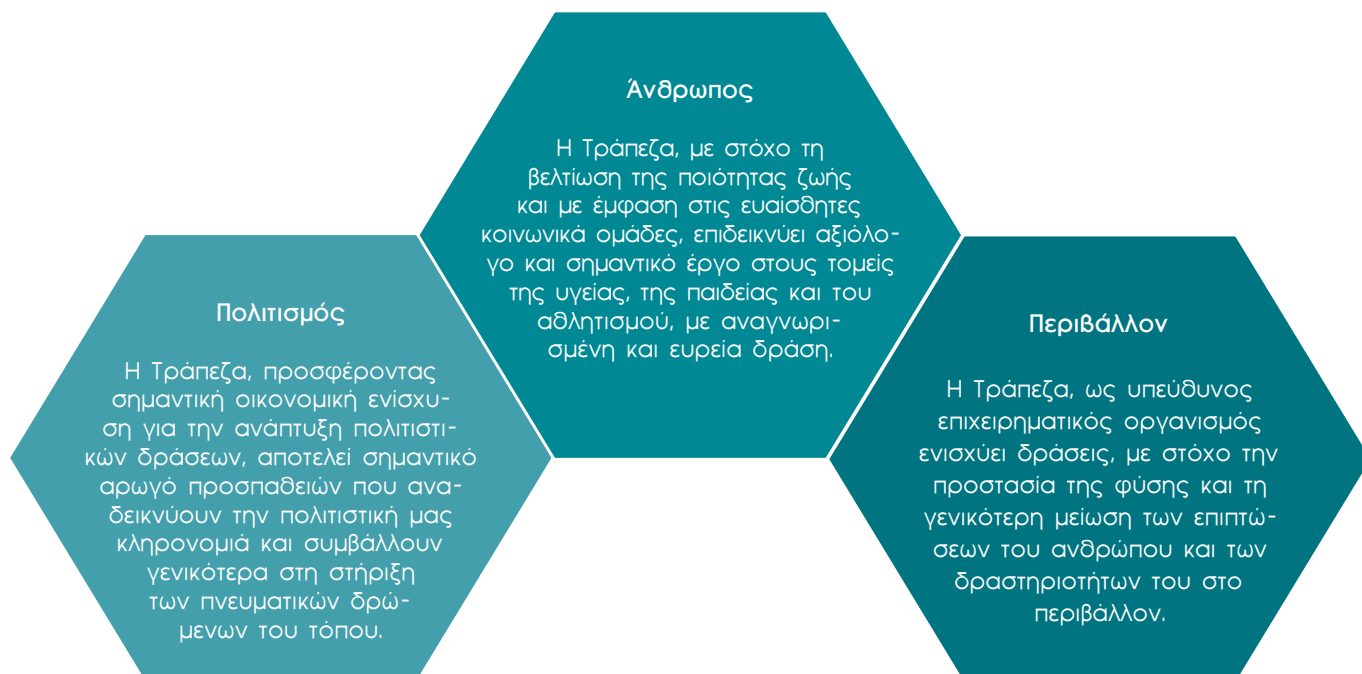 Άνθρωπος
Η Τράπεζα, με στόχο τη
βελτίωση της ποιότητας ζωής
και με έμφαση στις ευαίσθητες
κοινωνικά ομάδες, επιδεικνύει αξιόλο-
γο και σημαντικό έργο στους τομείς
της υγείας, της παιδείας και του
αθλητισμού, με αναγνωρι-
σμένη και ευρεία δράση.
Πολιτισμός
Η Τράπεζα, προσφέροντας
σημαντική οικονομική ενίσχυ-
ση για την ανάπτυξη πολιτιστι-
κών δράσεων, αποτελεί σημαντικό
αρωγό προσπαθειών που ανα-
δεικνύουν την πολιτιστική μας
κληρονομιά και συμβάλλουν
γενικότερα στη στήριξη
των πνευματικών δρώ-
μενων του τόπου.
Περιβάλλον
Η Τράπεζα, ως υπεύθυνος
επιχειρηματικός οργανισμός
ενισχύει δράσεις, με στόχο την
προστασία της φύσης και τη
γενικότερη μείωση των επιπτώ-
σεων του ανθρώπου και των
δραστηριοτήτων του στο
περιβάλλον.